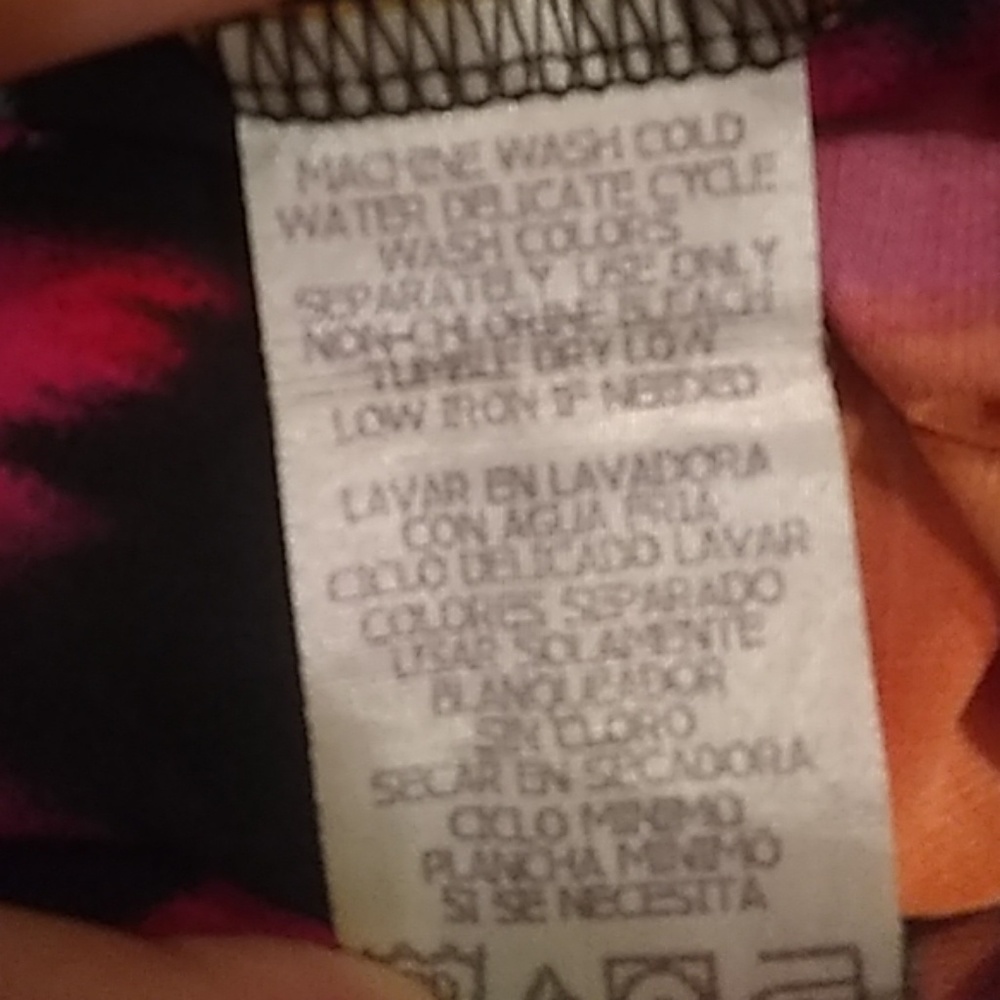 MACHINE WASH COLD
WATER DELICATE CYCLE
WASH COLORS
SEPARATELY USE ONLY
NON-CHLORINE BLEACH
TUMBLE DRY LOW
LOW IRON IF NEEDED
LAVAR EN LAVADORA
CON AGUA FRIA
CICLO DELICADO LAVAR
COLORES SEPARADO
USAR SOLAMENTE
BLANQUEADOR
SIN CLORO
SECAR EN SECADORA
CICLO MINIMO
PLANCHA MINIMO
SI SE NECESITA